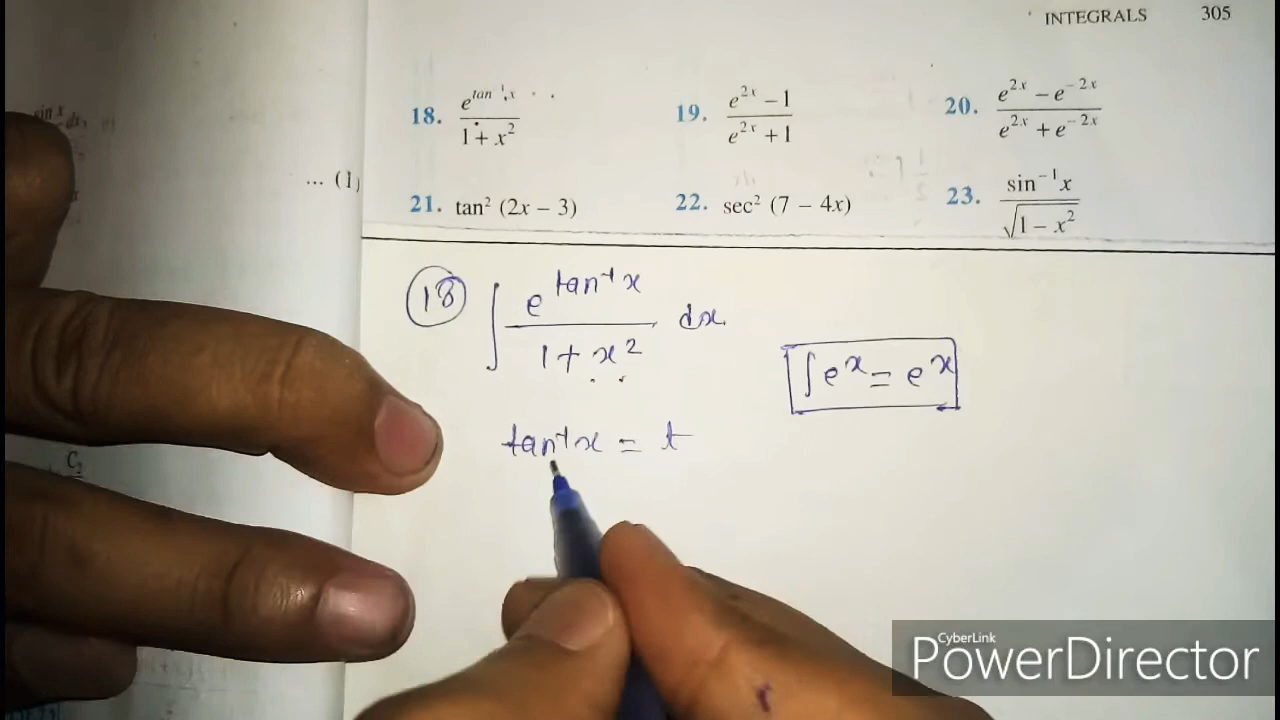 INTEGRALS 305
18. e^{tan^{-1}x} / 1 + x² 19. e^{2x} − 1 / e^{2x} + 1 20. e^{2x} − e^{−2x} / e^{2x} + e^{−2x}
... (1)
21. tan² (2x − 3) 22. sec² (7 − 4x) 23. sin⁻¹x / √1 − x²
18 ∫ e^{tan⁻¹x} / 1 + x² dx
∫eˣ = eˣ
tan⁻¹x = t
C₂
CyberLink
PowerDirector